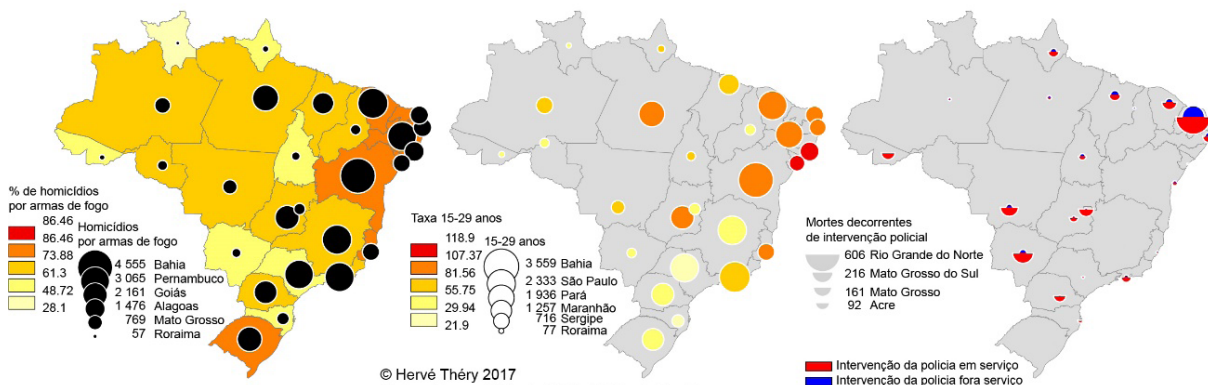 % de homicídios
por armas de fogo
86.46
86.46
73.88
61.3
48.72
28.1
Homicídios
por armas de fogo
4 555 Bahia
3 065 Pernambuco
2 161 Goiás
1 476 Alagoas
769 Mato Grosso
57 Roraima
Taxa 15-29 anos
118.9
107.37
81.56
55.75
29.94
21.9
15-29 anos
3 559 Bahia
2 333 São Paulo
1 936 Pará
1 257 Maranhão
716 Sergipe
77 Roraima
Mortes decorrentes
de intervenção policial
606 Rio Grande do Norte
216 Mato Grosso do Sul
161 Mato Grosso
92 Acre
Intervenção da policia em serviço
Intervenção da policia fora serviço
© Hervé Théry 2017